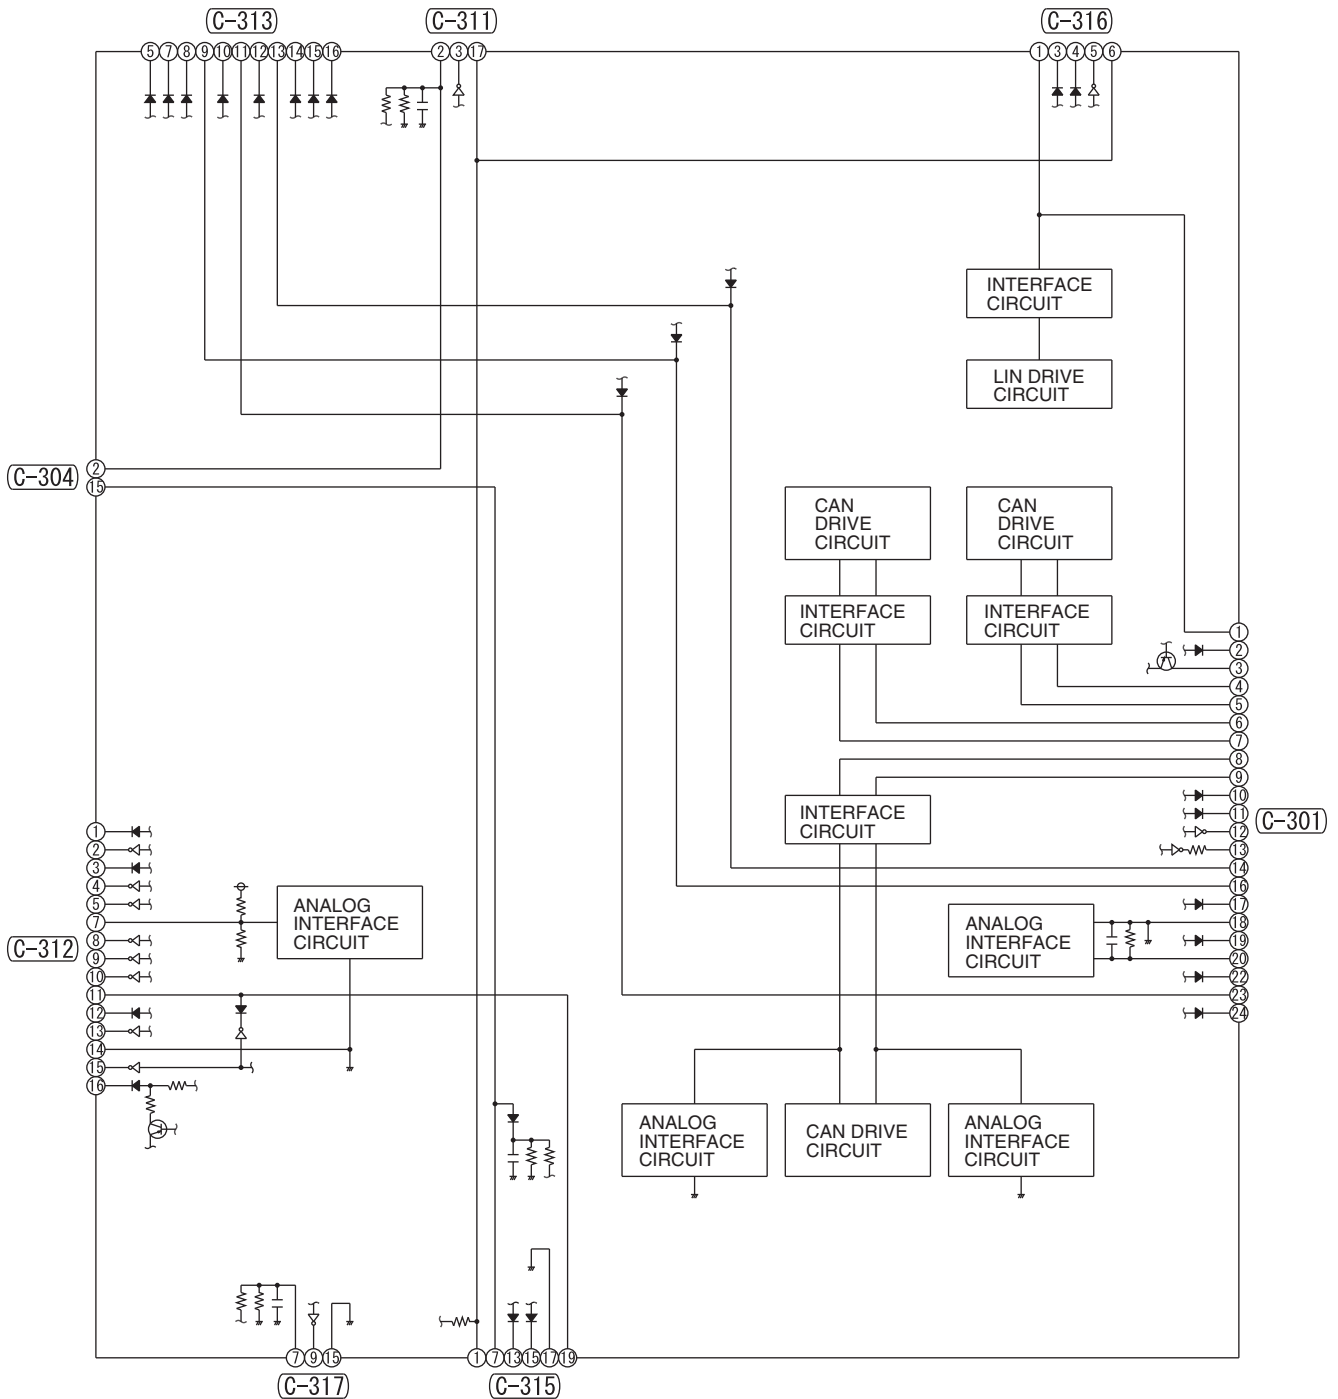 C-313
C-311
C-316
5 7 8 9 10 11 12 13 14 15 16
2 3 17
1 3 4 5 6
INTERFACE
CIRCUIT
LIN DRIVE
CIRCUIT
C-304
2
15
CAN
DRIVE
CIRCUIT
CAN
DRIVE
CIRCUIT
INTERFACE
CIRCUIT
INTERFACE
CIRCUIT
1
2
3
4
5
6
7
8
9
10
11
12
13
14
16
17
18
19
20
22
23
24
C-301
INTERFACE
CIRCUIT
1
2
3
4
5
7
8
9
10
11
12
13
14
15
16
C-312
ANALOG
INTERFACE
CIRCUIT
ANALOG
INTERFACE
CIRCUIT
ANALOG
INTERFACE
CIRCUIT
CAN DRIVE
CIRCUIT
ANALOG
INTERFACE
CIRCUIT
7 9 15
1 7 13 15 17 19
C-317
C-315